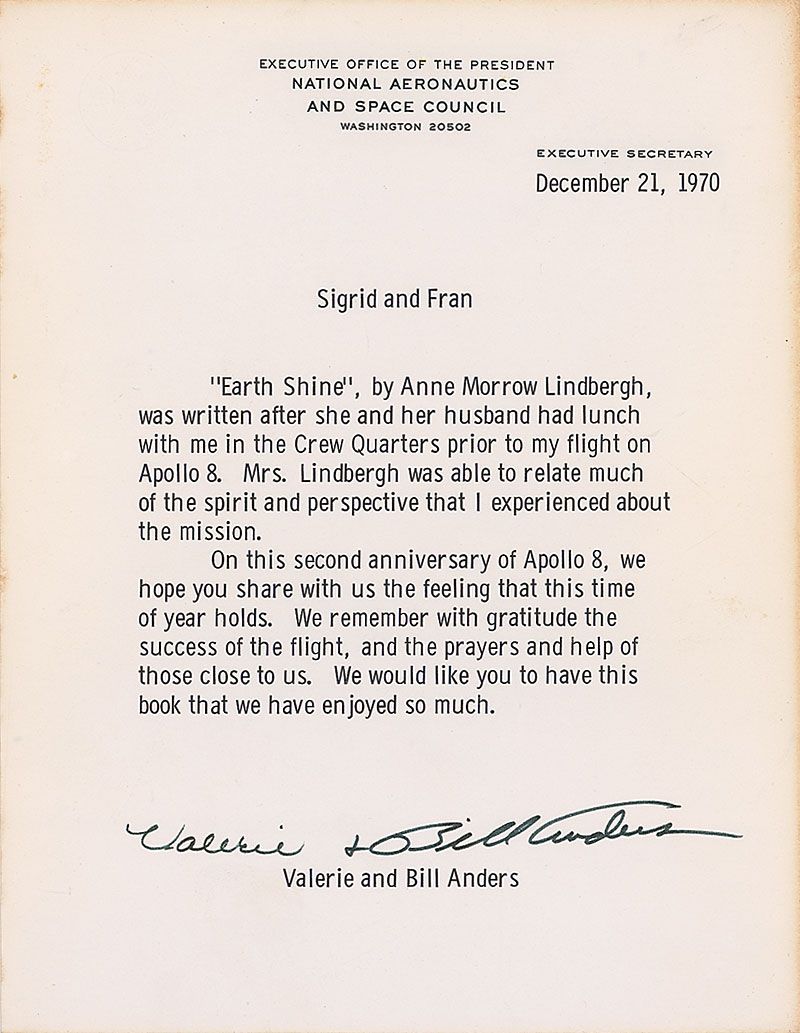 EXECUTIVE OFFICE OF THE PRESIDENT
NATIONAL AERONAUTICS
AND SPACE COUNCIL
WASHINGTON 20502
EXECUTIVE SECRETARY
December 21, 1970
Sigrid and Fran
"Earth Shine", by Anne Morrow Lindbergh,
was written after she and her husband had lunch
with me in the Crew Quarters prior to my flight on
Apollo 8. Mrs. Lindbergh was able to relate much
of the spirit and perspective that I experienced about
the mission.
On this second anniversary of Apollo 8, we
hope you share with us the feeling that this time
of year holds. We remember with gratitude the
success of the flight, and the prayers and help of
those close to us. We would like you to have this
book that we have enjoyed so much.
Valerie & Bill Anders
Valerie and Bill Anders